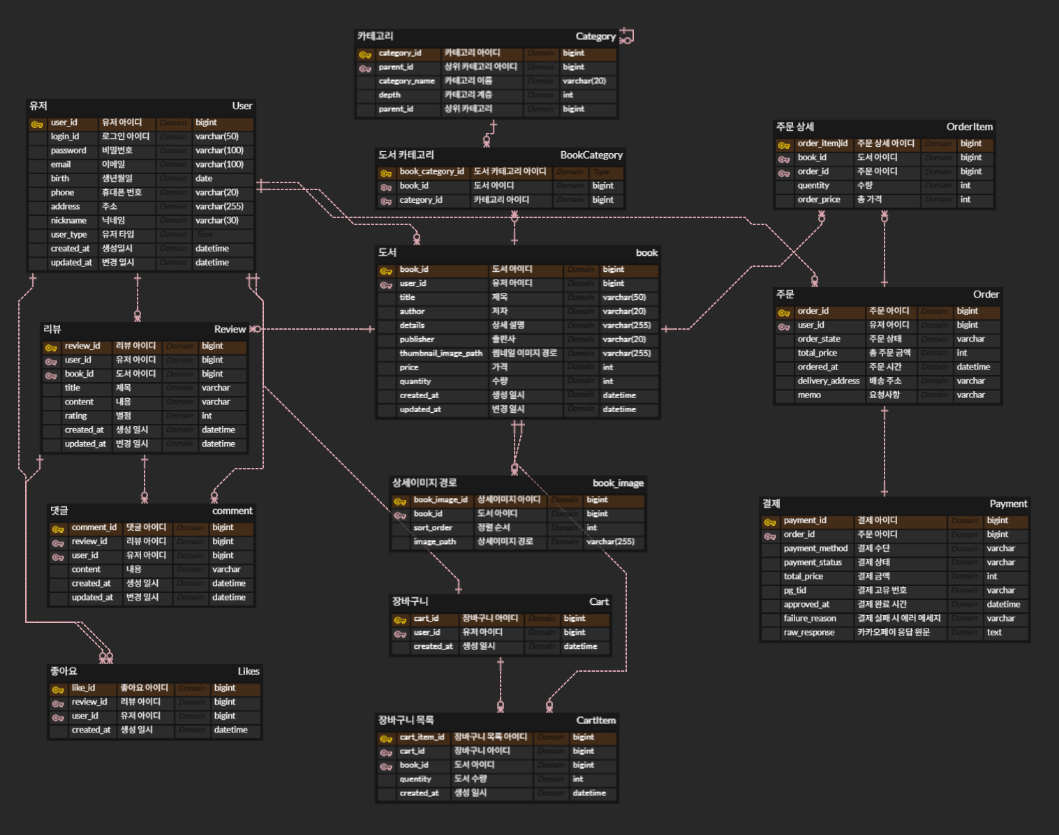 카테고리 Category
category_id 카테고리 아이디 Domain bigint
parent_id 상위 카테고리 아이디 Domain bigint
category_name 카테고리 이름 Domain varchar(20)
depth 카테고리 계층 Domain int
parent_id 상위 카테고리 Domain bigint
유저 User
user_id 유저 아이디 Domain bigint
login_id 로그인 아이디 Domain varchar(50)
password 비밀번호 Domain varchar(100)
email 이메일 Domain varchar(100)
birth 생년월일 Domain date
phone 휴대폰 번호 Domain varchar(20)
address 주소 Domain varchar(255)
nickname 닉네임 Domain varchar(30)
user_type 유저 타입 Domain Type
created_at 생성일시 Domain datetime
updated_at 변경 일시 Domain datetime
도서 카테고리 BookCategory
book_category_id 도서 카테고리 아이디 Domain Type
book_id 도서 아이디 Domain bigint
category_id 카테고리 아이디 Domain bigint
주문 상세 OrderItem
order_item)id 주문 상세 아이디 Domain bigint
book_id 도서 아이디 Domain bigint
order_id 주문 아이디 Domain bigint
quentity 수량 Domain int
order_price 총 가격 Domain int
도서 book
book_id 도서 아이디 Domain bigint
user_id 유저 아이디 Domain bigint
title 제목 Domain varchar(50)
author 저자 Domain varchar(20)
details 상세 설명 Domain varchar(255)
publisher 출판사 Domain varchar(20)
thumbnail_image_path 썸네일 이미지 경로 Domain varchar(255)
price 가격 Domain int
quantity 수량 Domain int
created_at 생성 일시 Domain datetime
updated_at 변경 일시 Domain datetime
주문 Order
order_id 주문 아이디 Domain bigint
user_id 유저 아이디 Domain bigint
order_state 주문 상태 Domain varchar
total_price 총 주문 금액 Domain int
ordered_at 주문 시간 Domain datetime
delivery_address 배송 주소 Domain varchar
memo 요청사항 Domain varchar
리뷰 Review
review_id 리뷰 아이디 Domain bigint
user_id 유저 아이디 Domain bigint
book_id 도서 아이디 Domain bigint
title 제목 Domain varchar
content 내용 Domain varchar
rating 별점 Domain int
created_at 생성 일시 Domain datetime
updated_at 변경 일시 Domain datetime
상세이미지 경로 book_image
book_image_id 상세이미지 아이디 Domain bigint
book_id 도서 아이디 Domain bigint
sort_order 정렬 순서 Domain int
image_path 상세이미지 경로 Domain varchar(255)
댓글 comment
comment_id 댓글 아이디 Domain bigint
review_id 리뷰 아이디 Domain bigint
user_id 유저 아이디 Domain bigint
content 내용 Domain varchar
created_at 생성 일시 Domain datetime
updated_at 변경 일시 Domain datetime
결제 Payment
payment_id 결제 아이디 Domain bigint
order_id 주문 아이디 Domain bigint
payment_method 결제 수단 Domain varchar
payment_status 결제 상태 Domain varchar
total_price 결제 금액 Domain int
pg_tid 결제 고유 번호 Domain varchar
approved_at 결제 완료 시간 Domain datetime
failure_reason 결제 실패 시 에러 메세지 Domain varchar
raw_response 카카오페이 응답 원문 Domain text
장바구니 Cart
cart_id 장바구니 아이디 Domain bigint
user_id 유저 아이디 Domain bigint
created_at 생성 일시 Domain datetime
좋아요 Likes
like_id 좋아요 아이디 Domain bigint
review_id 리뷰 아이디 Domain bigint
user_id 유저 아이디 Domain bigint
created_at 생성 일시 Domain datetime
장바구니 목록 CartItem
cart_item_id 장바구니 목록 아이디 Domain bigint
cart_id 장바구니 아이디 Domain bigint
book_id 도서 아이디 Domain bigint
quentity 도서 수량 Domain int
created_at 생성 일시 Domain datetime